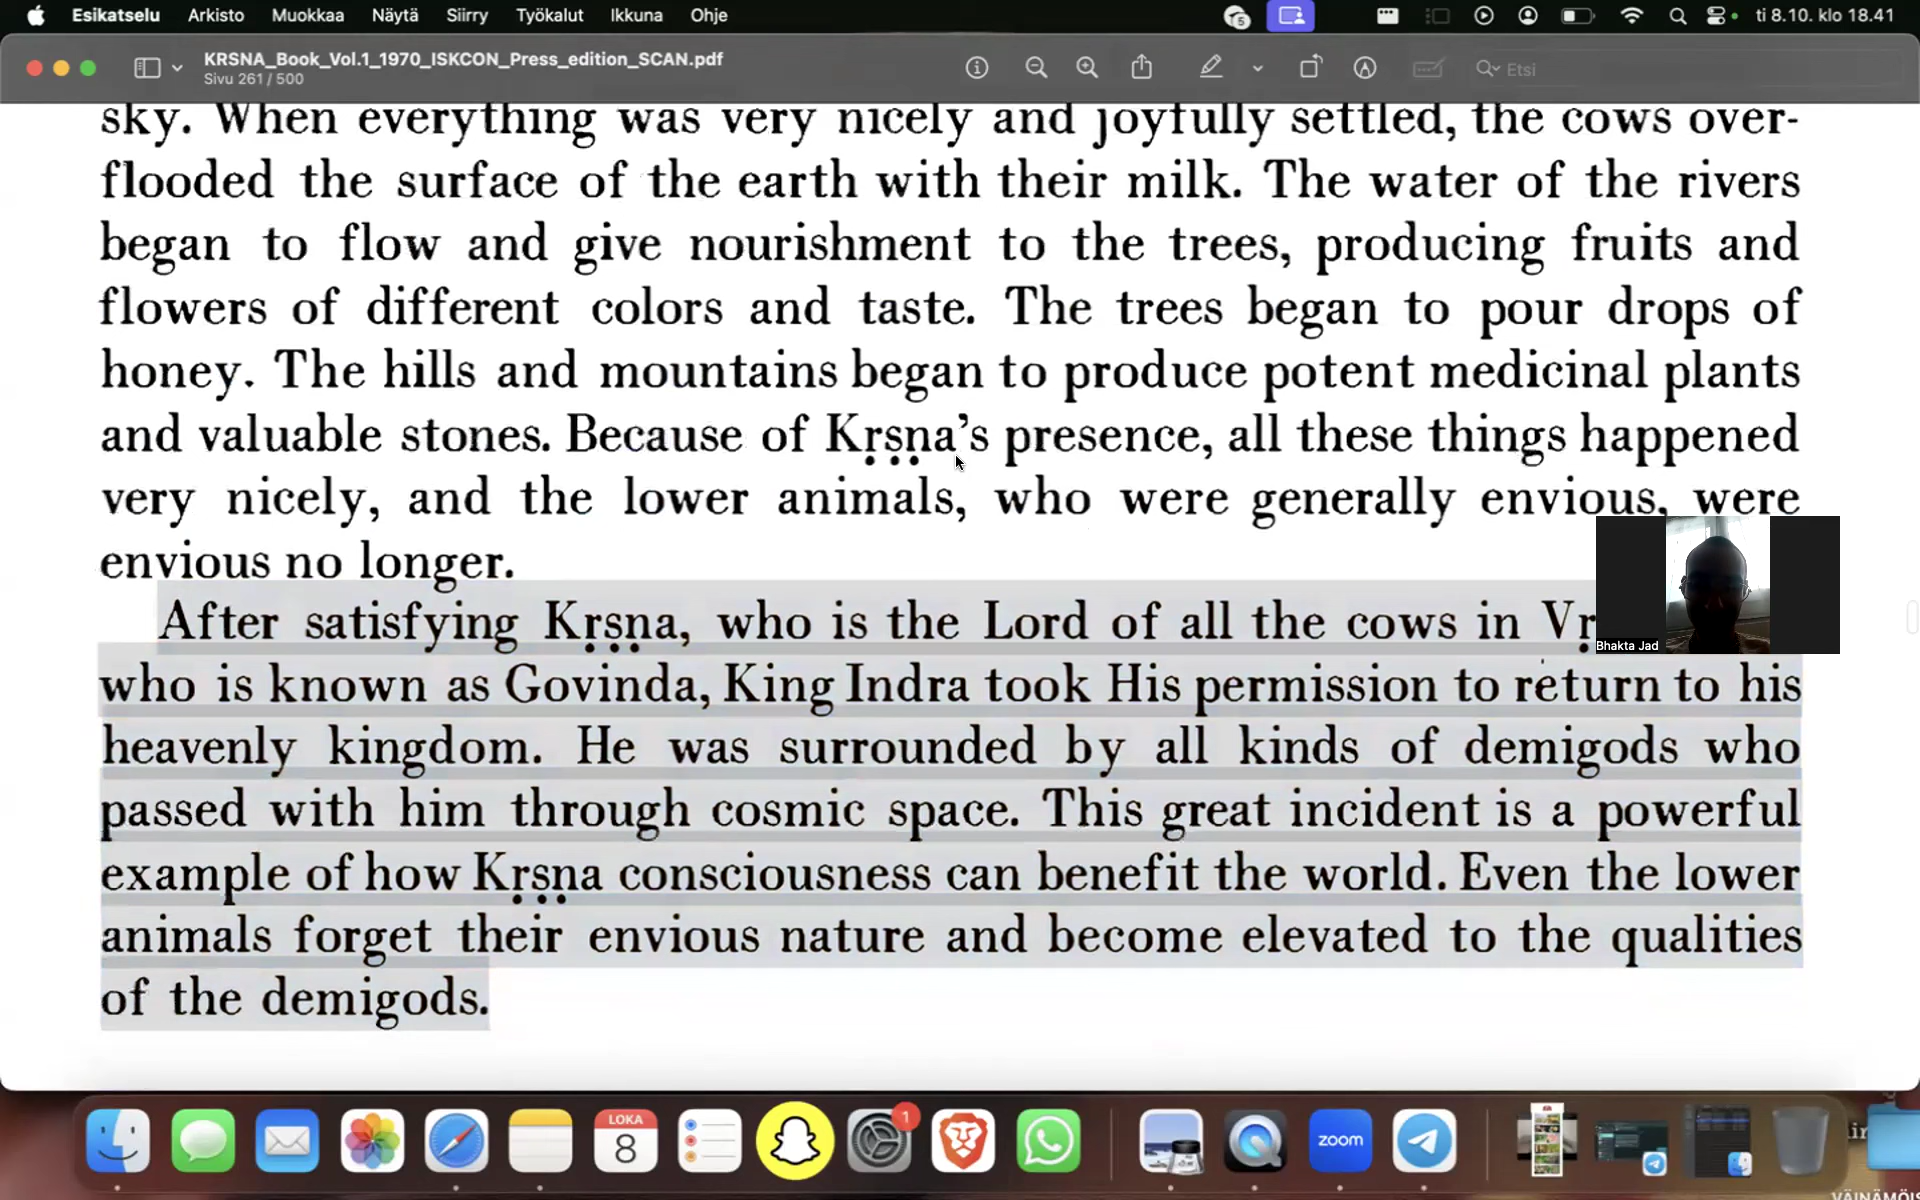 Esikatselu Arkisto Muokkaa Näytä Siirry Työkalut Ikkuna Ohje 5 ti 8.10. klo 18.41
KRSNA_Book_Vol.1_1970_ISKCON_Press_edition_SCAN.pdf
Sivu 261 / 500
Etsi
sky. When everything was very nicely and joyfully settled, the cows over-
flooded the surface of the earth with their milk. The water of the rivers
began to flow and give nourishment to the trees, producing fruits and
flowers of different colors and taste. The trees began to pour drops of
honey. The hills and mountains began to produce potent medicinal plants
and valuable stones. Because of Kṛṣṇa’s presence, all these things happened
very nicely, and the lower animals, who were generally envious, were
envious no longer.
After satisfying Kṛṣṇa, who is the Lord of all the cows in
who is known as Govinda, King Indra took His permission to return to his
heavenly kingdom. He was surrounded by all kinds of demigods who
passed with him through cosmic space. This great incident is a powerful
example of how Kṛṣṇa consciousness can benefit the world. Even the lower
animals forget their envious nature and become elevated to the qualities
of the demigods.
Bhakta Jad
LOKA
8
1
zoom